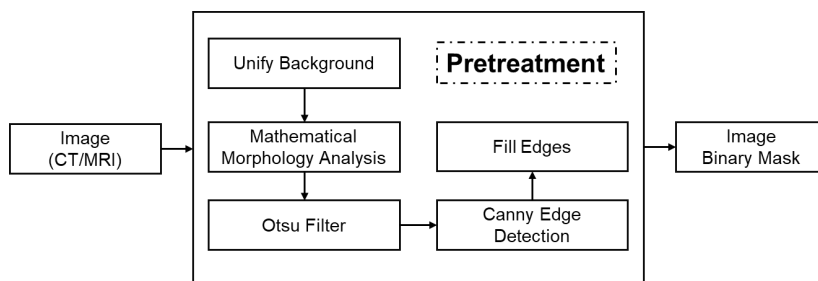 Unify Background
Pretreatment
Image
(CT/MRI)
Mathematical
Morphology Analysis
Fill Edges
Image
Binary Mask
Otsu Filter
Canny Edge
Detection